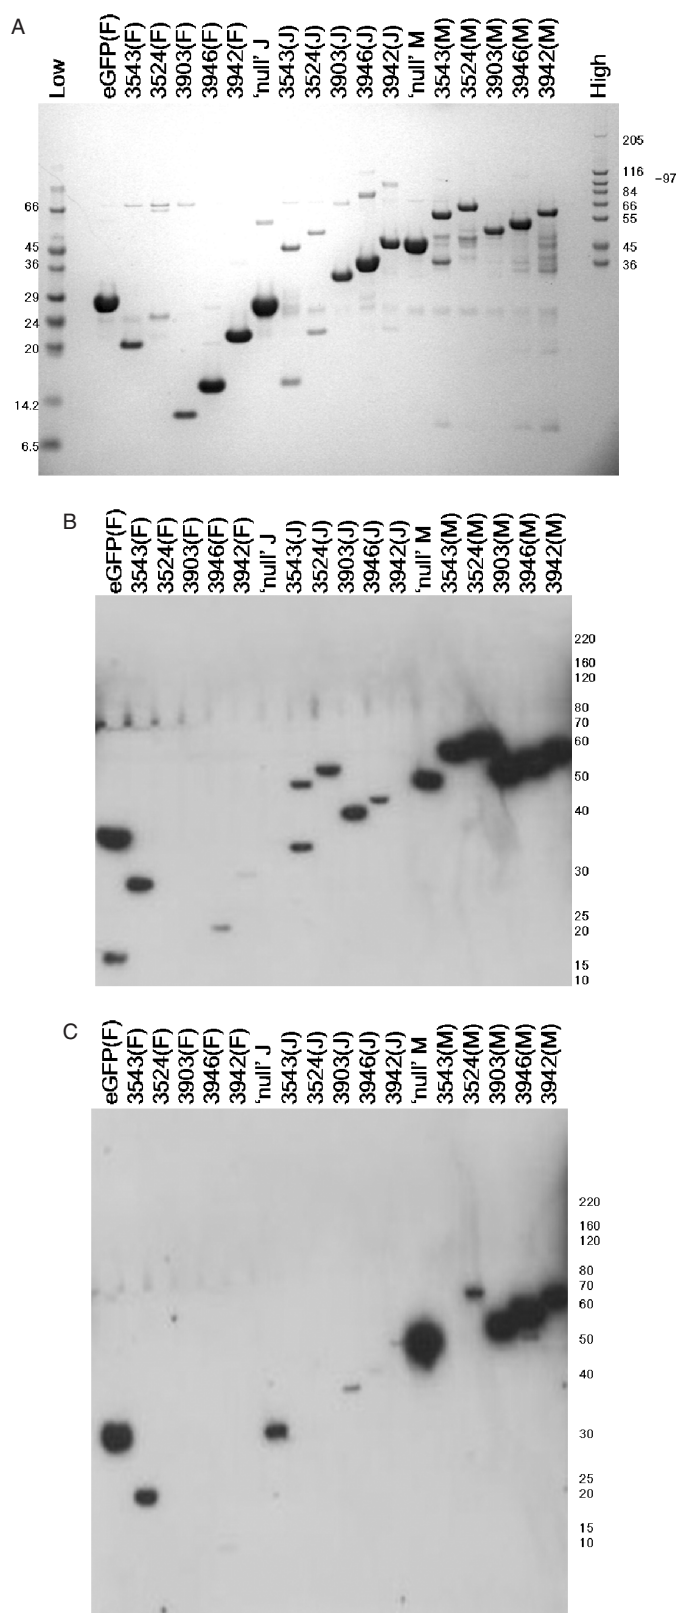 A
Low
eGFP(F)
3543(F)
3524(F)
3903(F)
3946(F)
3942(F)
'null' J
3543(J)
3524(J)
3903(J)
3946(J)
3942(J)
'null' M
3543(M)
3524(M)
3903(M)
3946(M)
3942(M)
High
66
45
36
29
24
20
14.2
6.5
205
116
-97
84
66
55
45
36
B
eGFP(F)
3543(F)
3524(F)
3903(F)
3946(F)
3942(F)
'null' J
3543(J)
3524(J)
3903(J)
3946(J)
3942(J)
'null' M
3543(M)
3524(M)
3903(M)
3946(M)
3942(M)
220
160
120
80
70
60
50
40
30
25
20
15
10
C
eGFP(F)
3543(F)
3524(F)
3903(F)
3946(F)
3942(F)
'null' J
3543(J)
3524(J)
3903(J)
3946(J)
3942(J)
'null' M
3543(M)
3524(M)
3903(M)
3946(M)
3942(M)
220
160
120
80
70
60
50
40
30
25
20
15
10